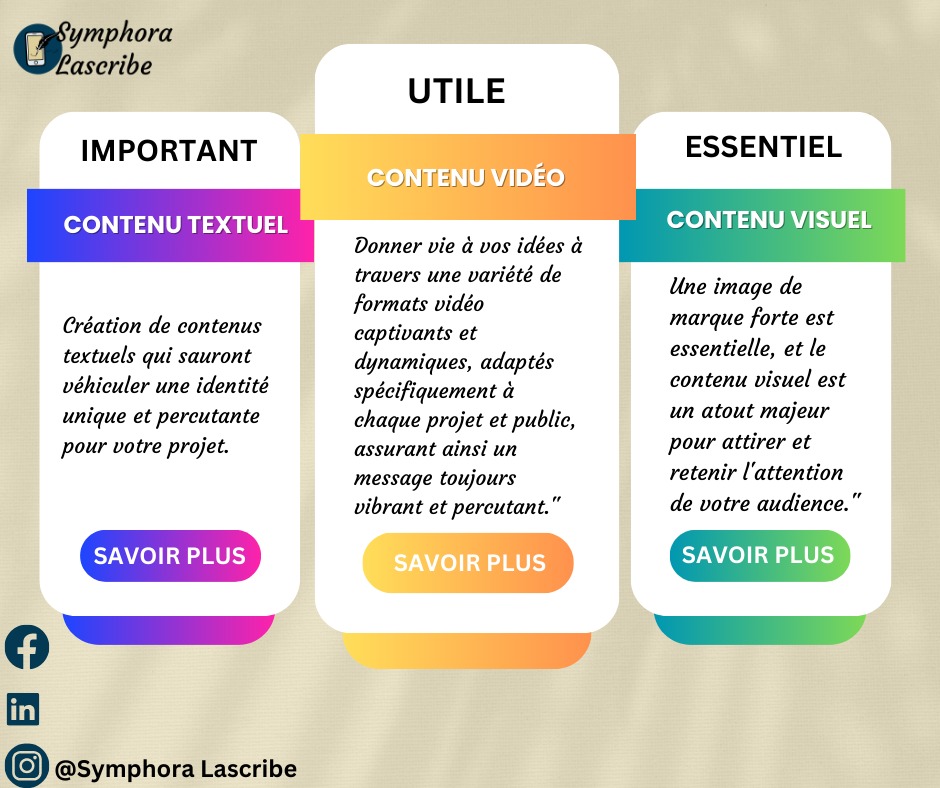 Symphora
Lascribe
IMPORTANT
CONTENU TEXTUEL
Création de contenus
textuels qui sauront
véhiculer une identité
unique et percutante
pour votre projet.
SAVOIR PLUS
UTILE
CONTENU VIDÉO
Donner vie à vos idées à
travers une variété de
formats vidéo
captivants et
dynamiques, adaptés
spécifiquement à
chaque projet et public,
assurant ainsi un
message toujours
vibrant et percutant."
SAVOIR PLUS
ESSENTIEL
CONTENU VISUEL
Une image de
marque forte est
essentielle, et le
contenu visuel est
un atout majeur
pour attirer et
retenir l'attention
de votre audience."
SAVOIR PLUS
@Symphora Lascribe